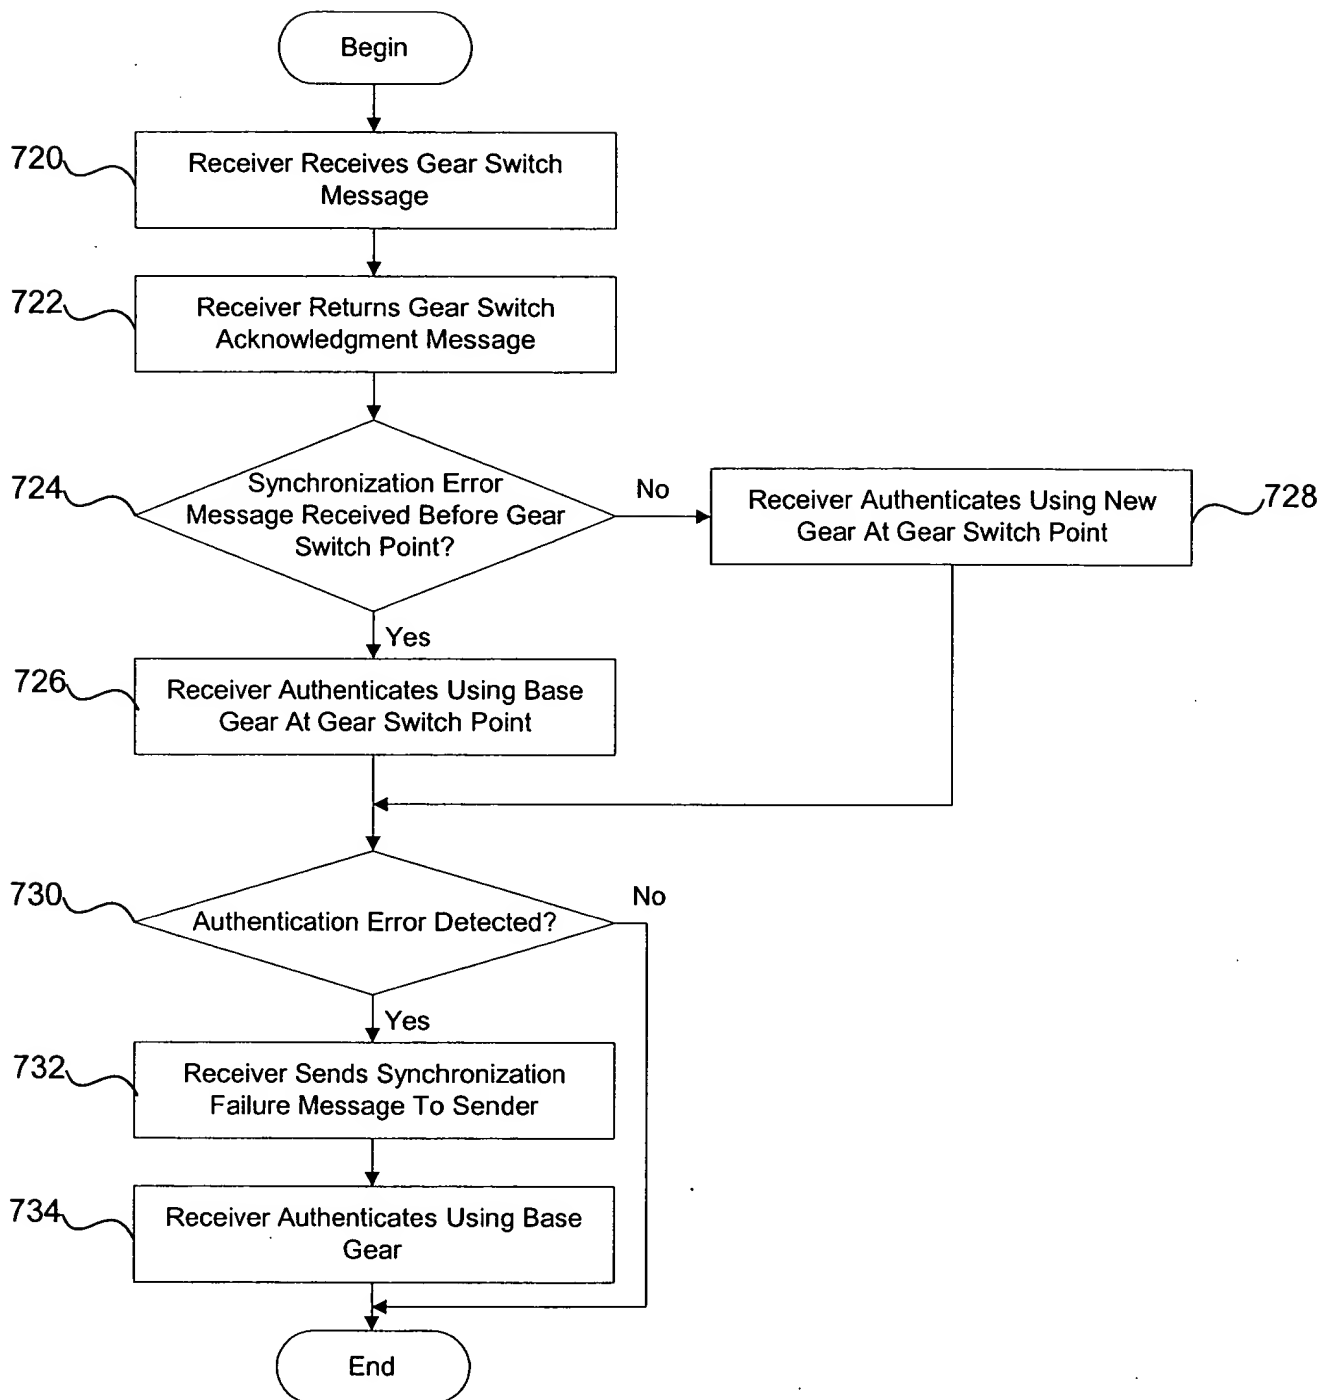 Begin
720
Receiver Receives Gear Switch
Message
722
Receiver Returns Gear Switch
Acknowledgment Message
724
Synchronization Error
Message Received Before Gear
Switch Point?
No
Receiver Authenticates Using New
Gear At Gear Switch Point
728
Yes
726
Receiver Authenticates Using Base
Gear At Gear Switch Point
730
Authentication Error Detected?
No
Yes
732
Receiver Sends Synchronization
Failure Message To Sender
734
Receiver Authenticates Using Base
Gear
End